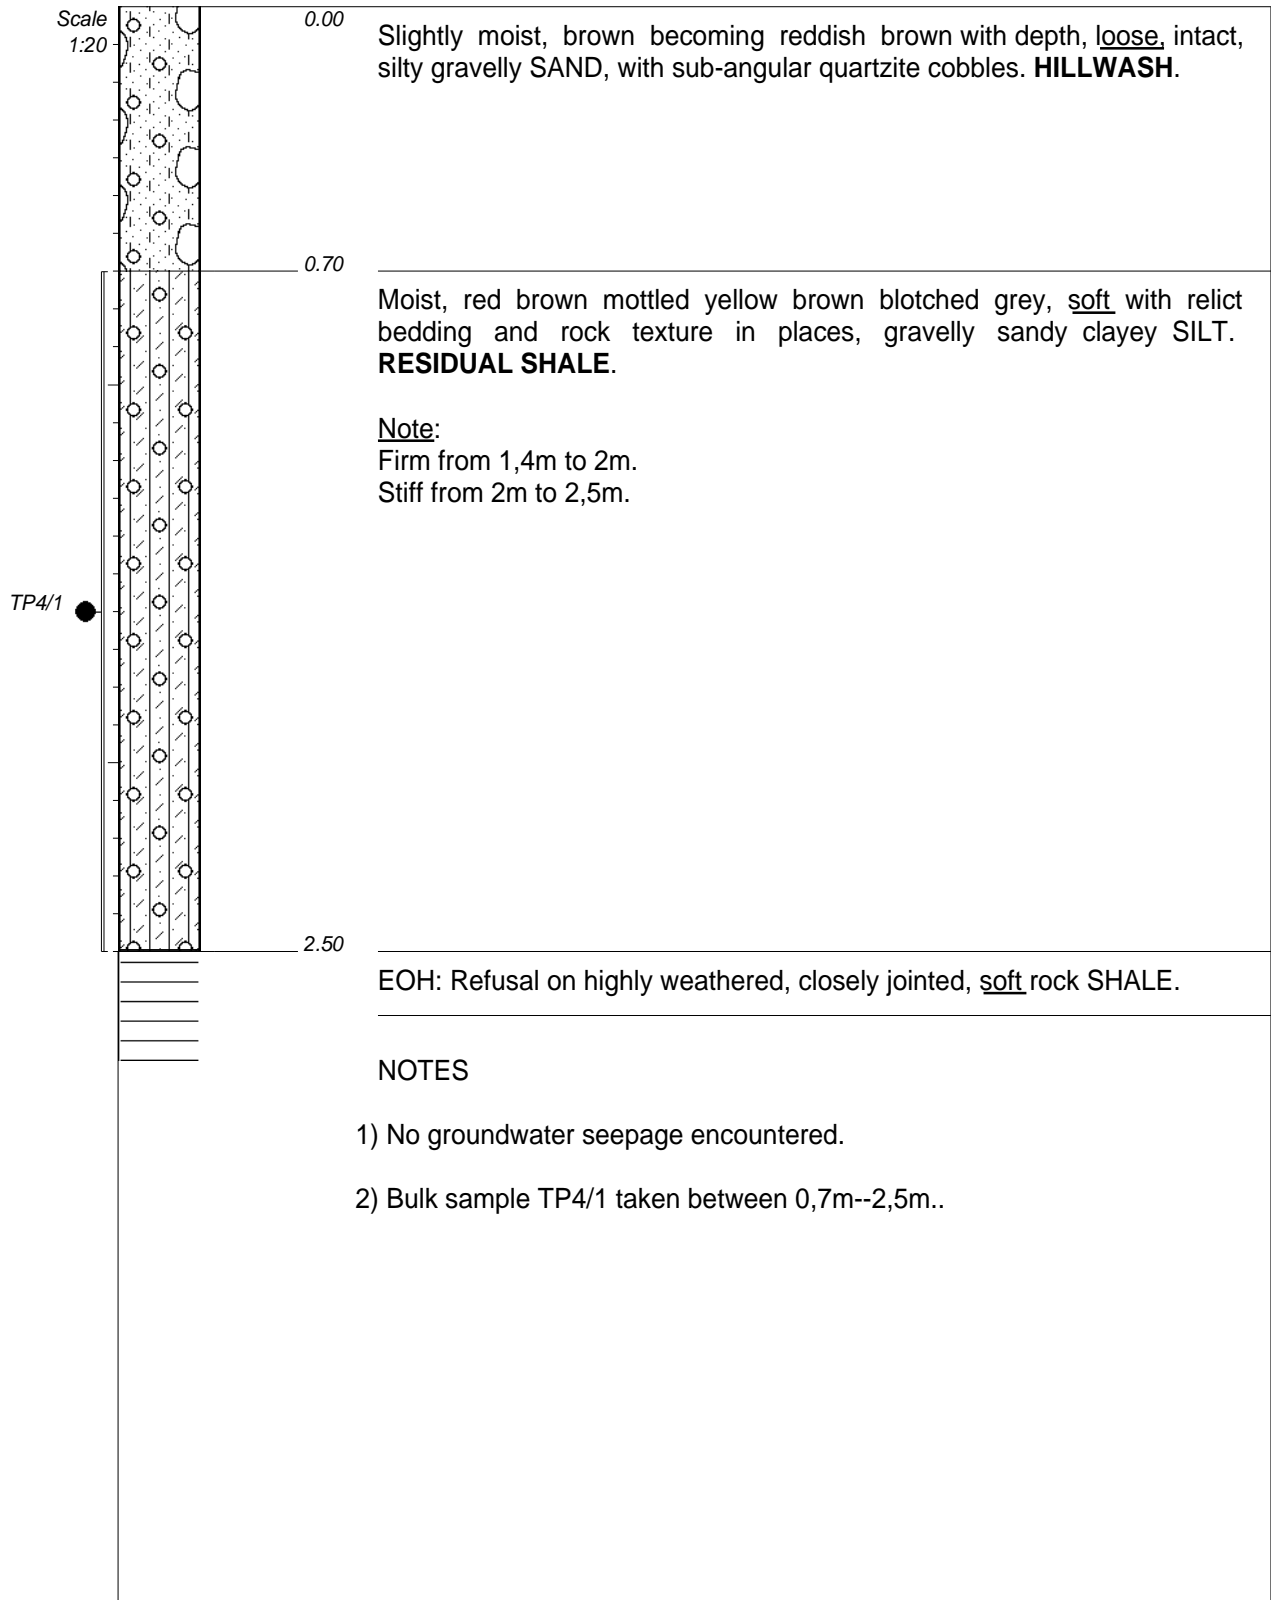 Scale
1:20
0.00
Slightly moist, brown becoming reddish brown with depth, loose, intact,
silty gravelly SAND, with sub-angular quartzite cobbles. HILLWASH.
0.70
Moist, red brown mottled yellow brown blotched grey, soft with relict
bedding and rock texture in places, gravelly sandy clayey SILT.
RESIDUAL SHALE.
Note:
Firm from 1,4m to 2m.
Stiff from 2m to 2,5m.
TP4/1
2.50
EOH: Refusal on highly weathered, closely jointed, soft rock SHALE.
NOTES
1) No groundwater seepage encountered.
2) Bulk sample TP4/1 taken between 0,7m--2,5m..